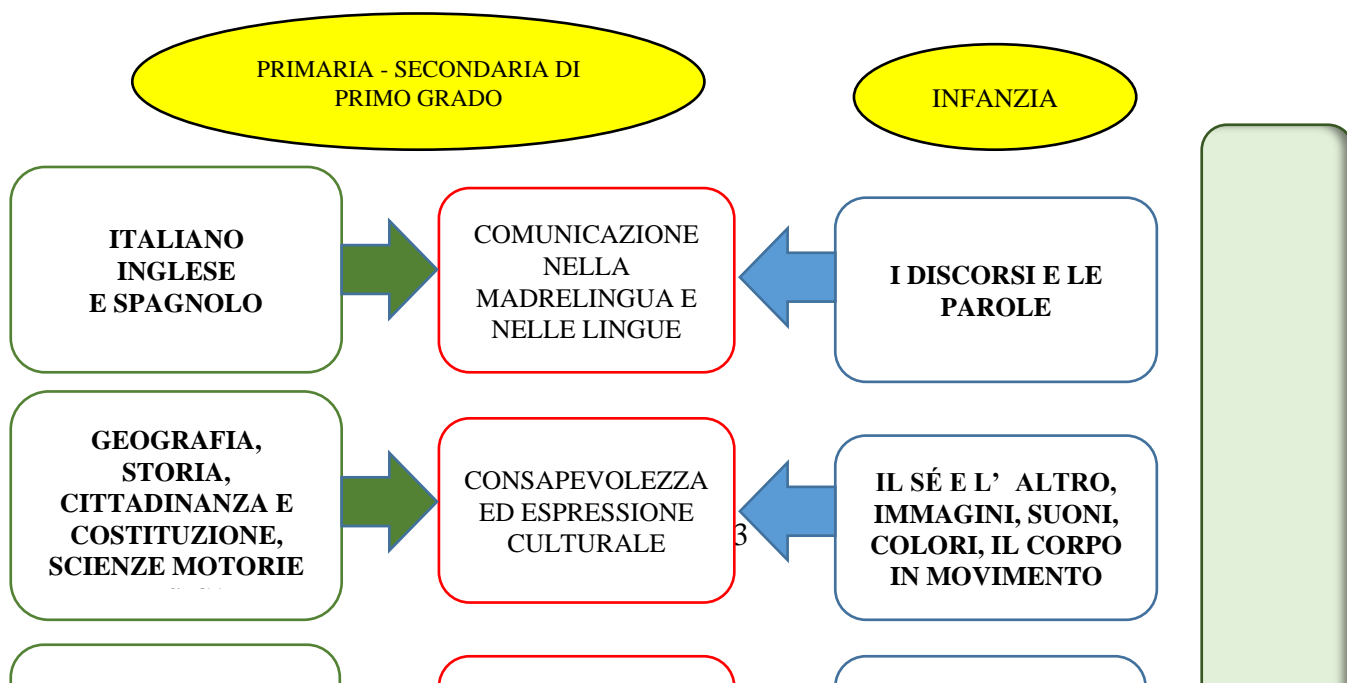 PRIMARIA - SECONDARIA DI
PRIMO GRADO
INFANZIA
ITALIANO
INGLESE
E SPAGNOLO
COMUNICAZIONE
NELLA
MADRELINGUA E
NELLE LINGUE
I DISCORSI E LE
PAROLE
GEOGRAFIA,
STORIA,
CITTADINANZA E
COSTITUZIONE,
SCIENZE MOTORIE
CONSAPEVOLEZZA
ED ESPRESSIONE
CULTURALE
3
IL SÉ E L’ ALTRO,
IMMAGINI, SUONI,
COLORI, IL CORPO
IN MOVIMENTO